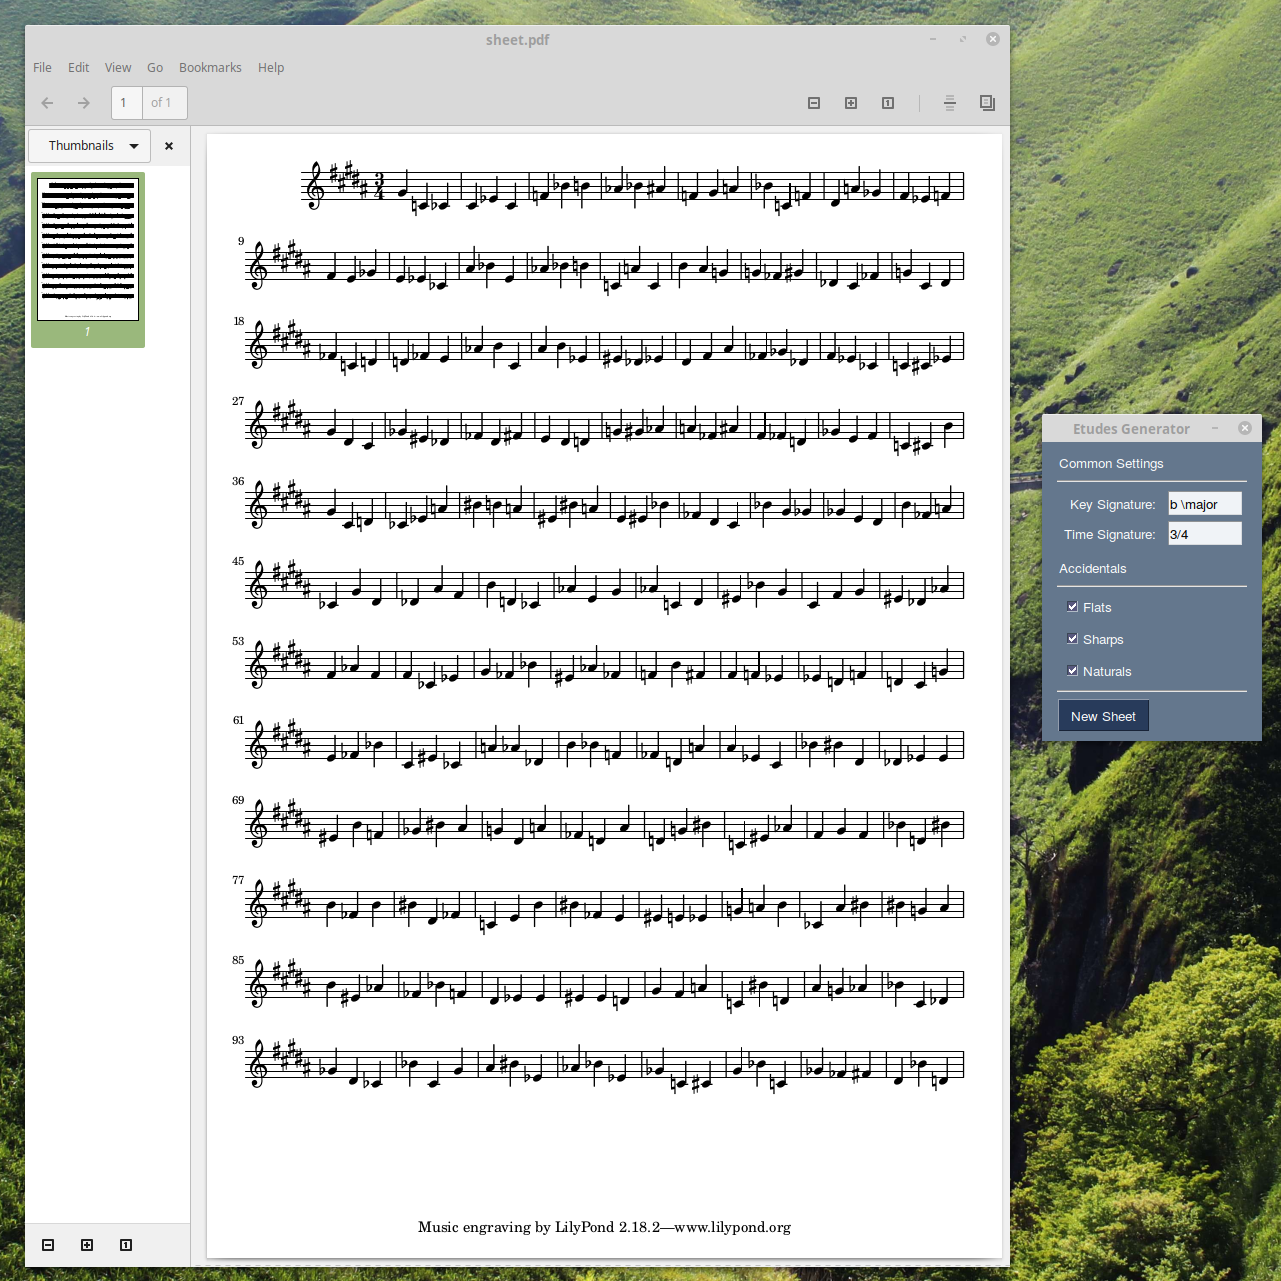 sheet.pdf
File Edit View Go Bookmarks Help
1 of 1
Thumbnails
1
3
4
9
18
27
36
45
53
61
69
77
85
93
Music engraving by LilyPond 2.18.2—www.lilypond.org
Etudes Generator
Common Settings
Key Signature: b \major
Time Signature: 3/4
Accidentals
Flats
Sharps
Naturals
New Sheet